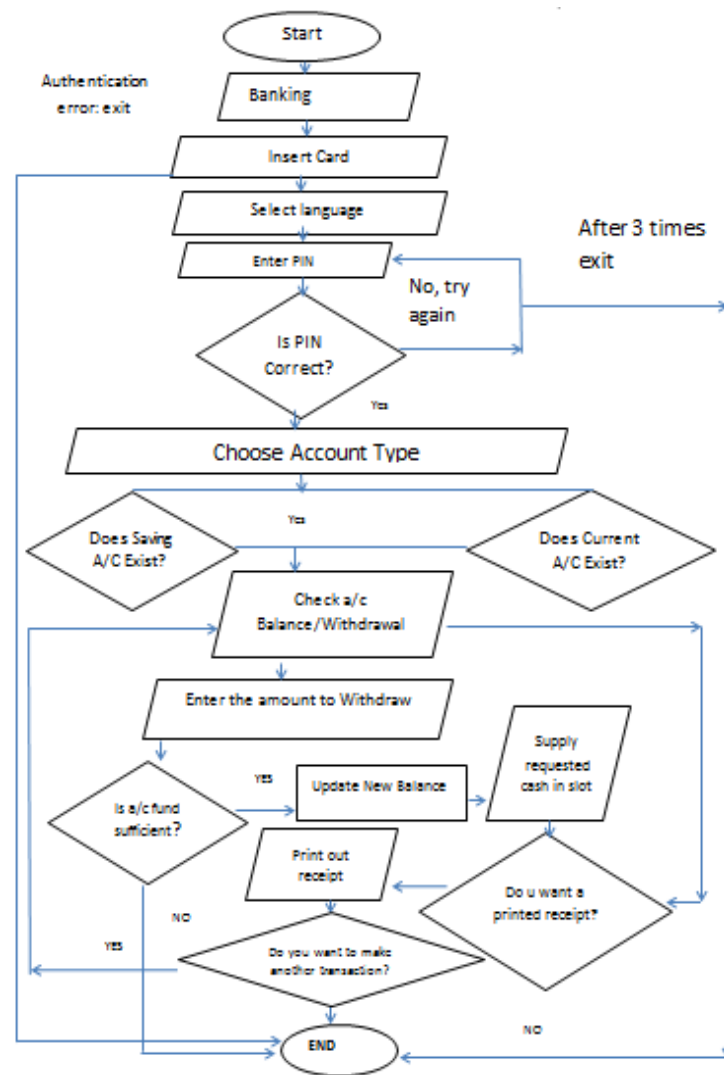 Start
Authentication
error: exit
Banking
Insert Card
Select language
After 3 times
exit
Enter PIN
No, try
again
Is PIN
Correct?
Yes
Choose Account Type
Does Saving
A/C Exist?
Yes
Does Current
A/C Exist?
Check a/c
Balance/Withdrawal
Enter the amount to Withdraw
Supply
requested
cash in slot
Is a/c fund
sufficient?
YES
Update New Balance
Print out
receipt
Do u want a
printed receipt?
NO
YES
Do you want to make
another transaction?
END
NO